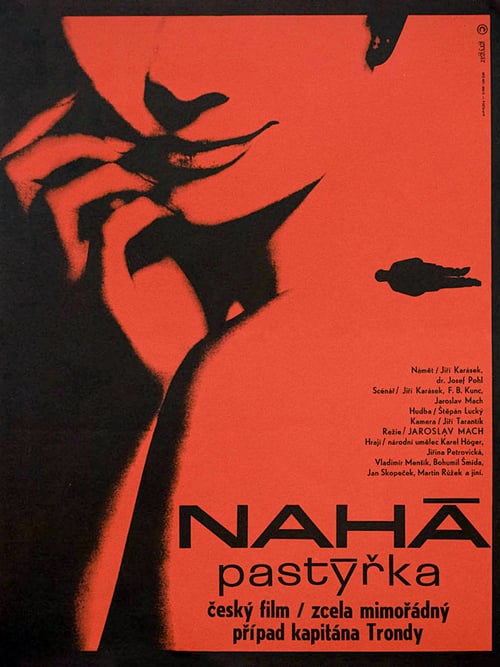 Námět / Jiří Karásek,
dr. Josef Pohl
Scénář / Jiří Karásek, F. B. Kunc,
Jaroslav Mach
Hudba / Štěpán Lucký
Kamera / Jiří Tarantík
Režie / JAROSLAV MACH
Hrají / národní umělec Karel Höger,
Jiřina Petrovická,
Vladimír Menšík, Bohumil Šmída,
Jan Skopeček, Martin Růžek a jiní.
NAHÁ
pastýřka
český film / zcela mimořádný
případ kapitána Trondy